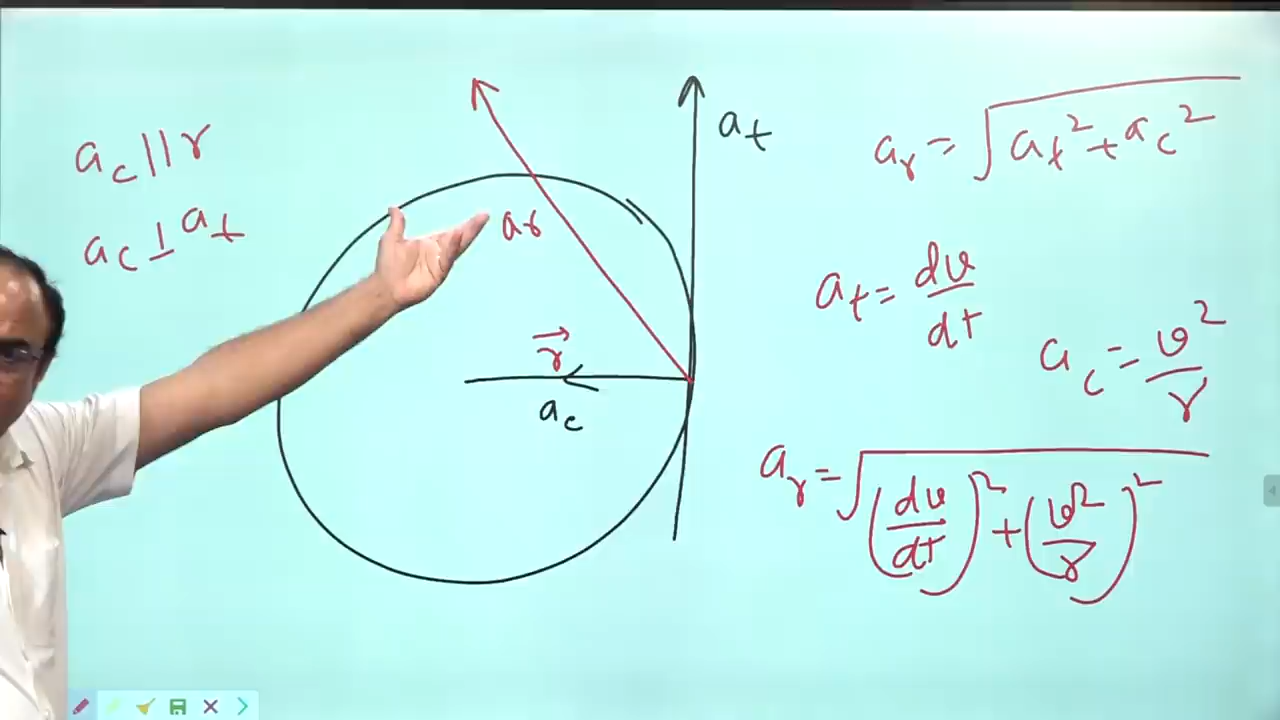 a_c || r
a_c ⊥ a_t
a_t
a_r
r⃗
a_c
a_r = √(a_t² + a_c²)
a_t = dv/dt
a_c = v²/r
a_r = √((dv/dt)² + (v²/r)²)